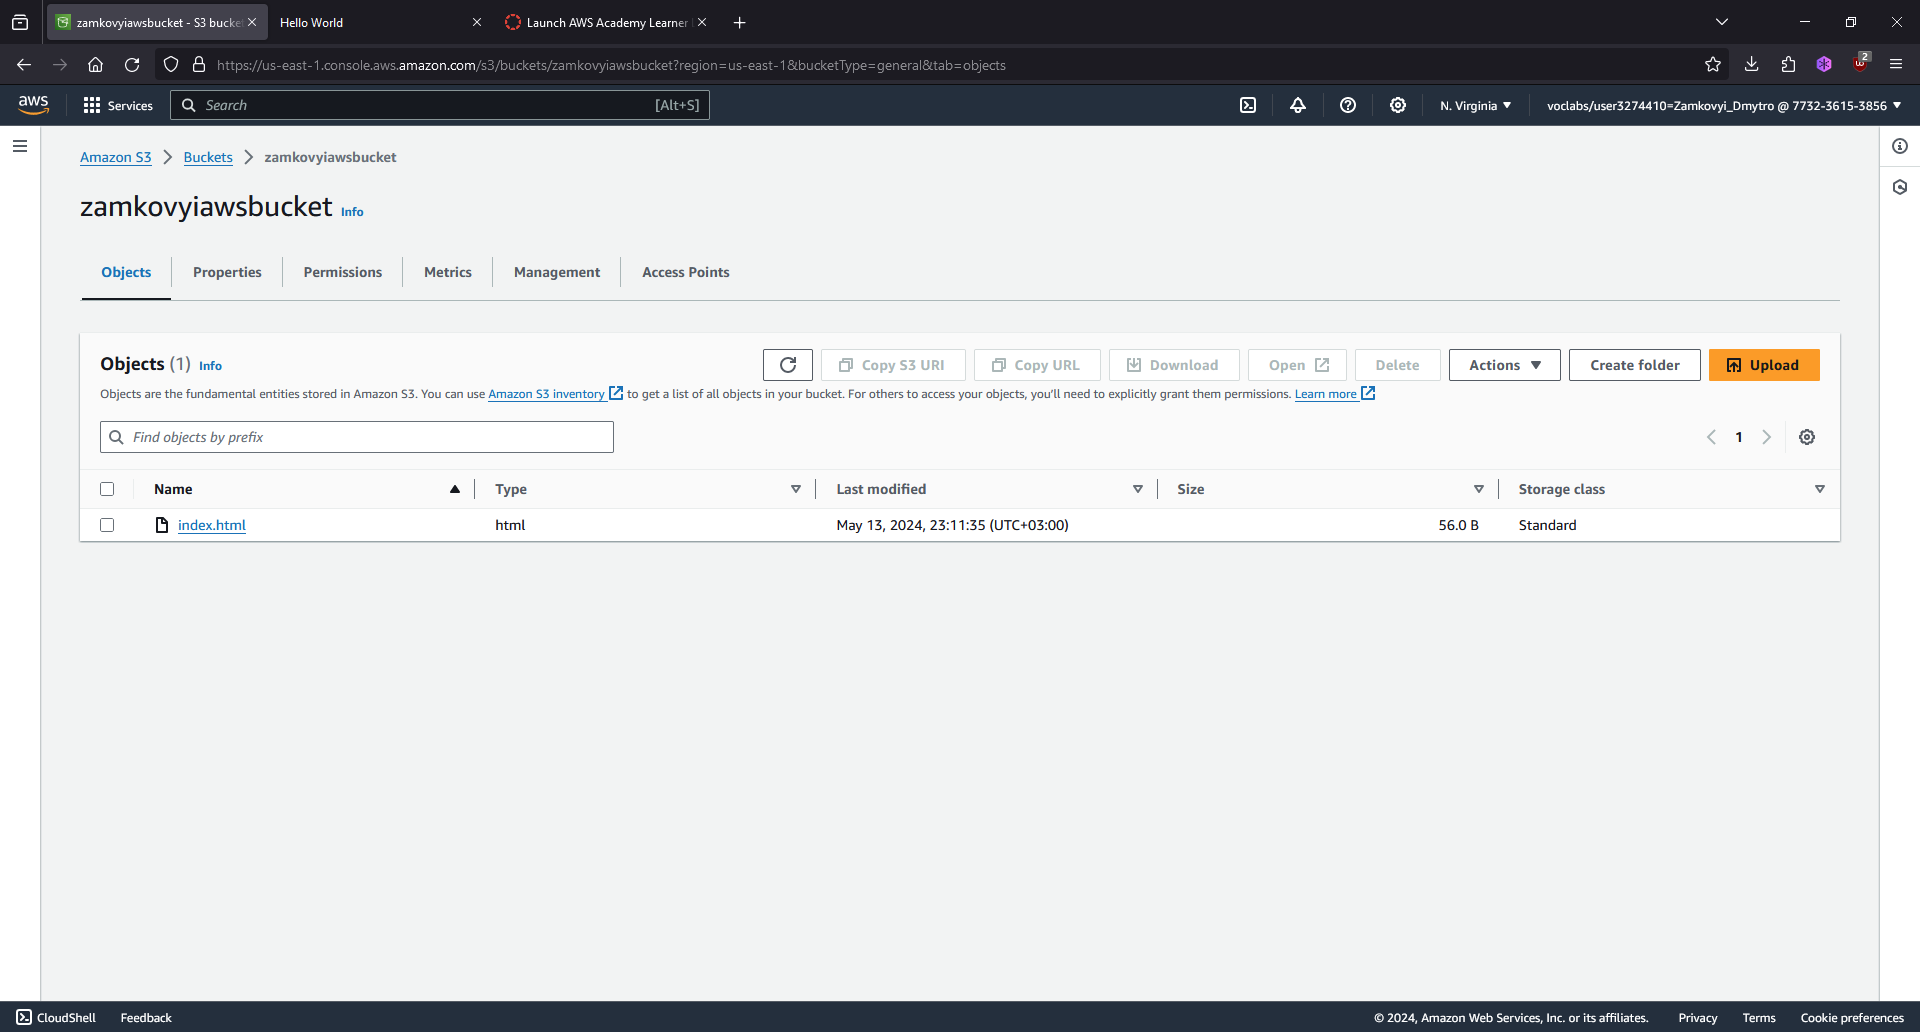 zamkovyiawsbucket - S3 bucke
Hello World
Launch AWS Academy Learner
https://us-east-1.console.aws.amazon.com/s3/buckets/zamkovyiawsbucket?region=us-east-1&bucketType=general&tab=objects
2
aws
Services
Search
[Alt+S]
N. Virginia
voclabs/user3274410=Zamkovyi_Dmytro @ 7732-3615-3856
Amazon S3
Buckets
zamkovyiawsbucket
zamkovyiawsbucket Info
Objects
Properties
Permissions
Metrics
Management
Access Points
Objects (1) Info
Copy S3 URI
Copy URL
Download
Open
Delete
Actions
Create folder
Upload
Objects are the fundamental entities stored in Amazon S3. You can use Amazon S3 inventory to get a list of all objects in your bucket. For others to access your objects, you'll need to explicitly grant them permissions. Learn more
Find objects by prefix
1
Name
Type
Last modified
Size
Storage class
index.html
html
May 13, 2024, 23:11:35 (UTC+03:00)
56.0 B
Standard
CloudShell
Feedback
© 2024, Amazon Web Services, Inc. or its affiliates.
Privacy
Terms
Cookie preferences